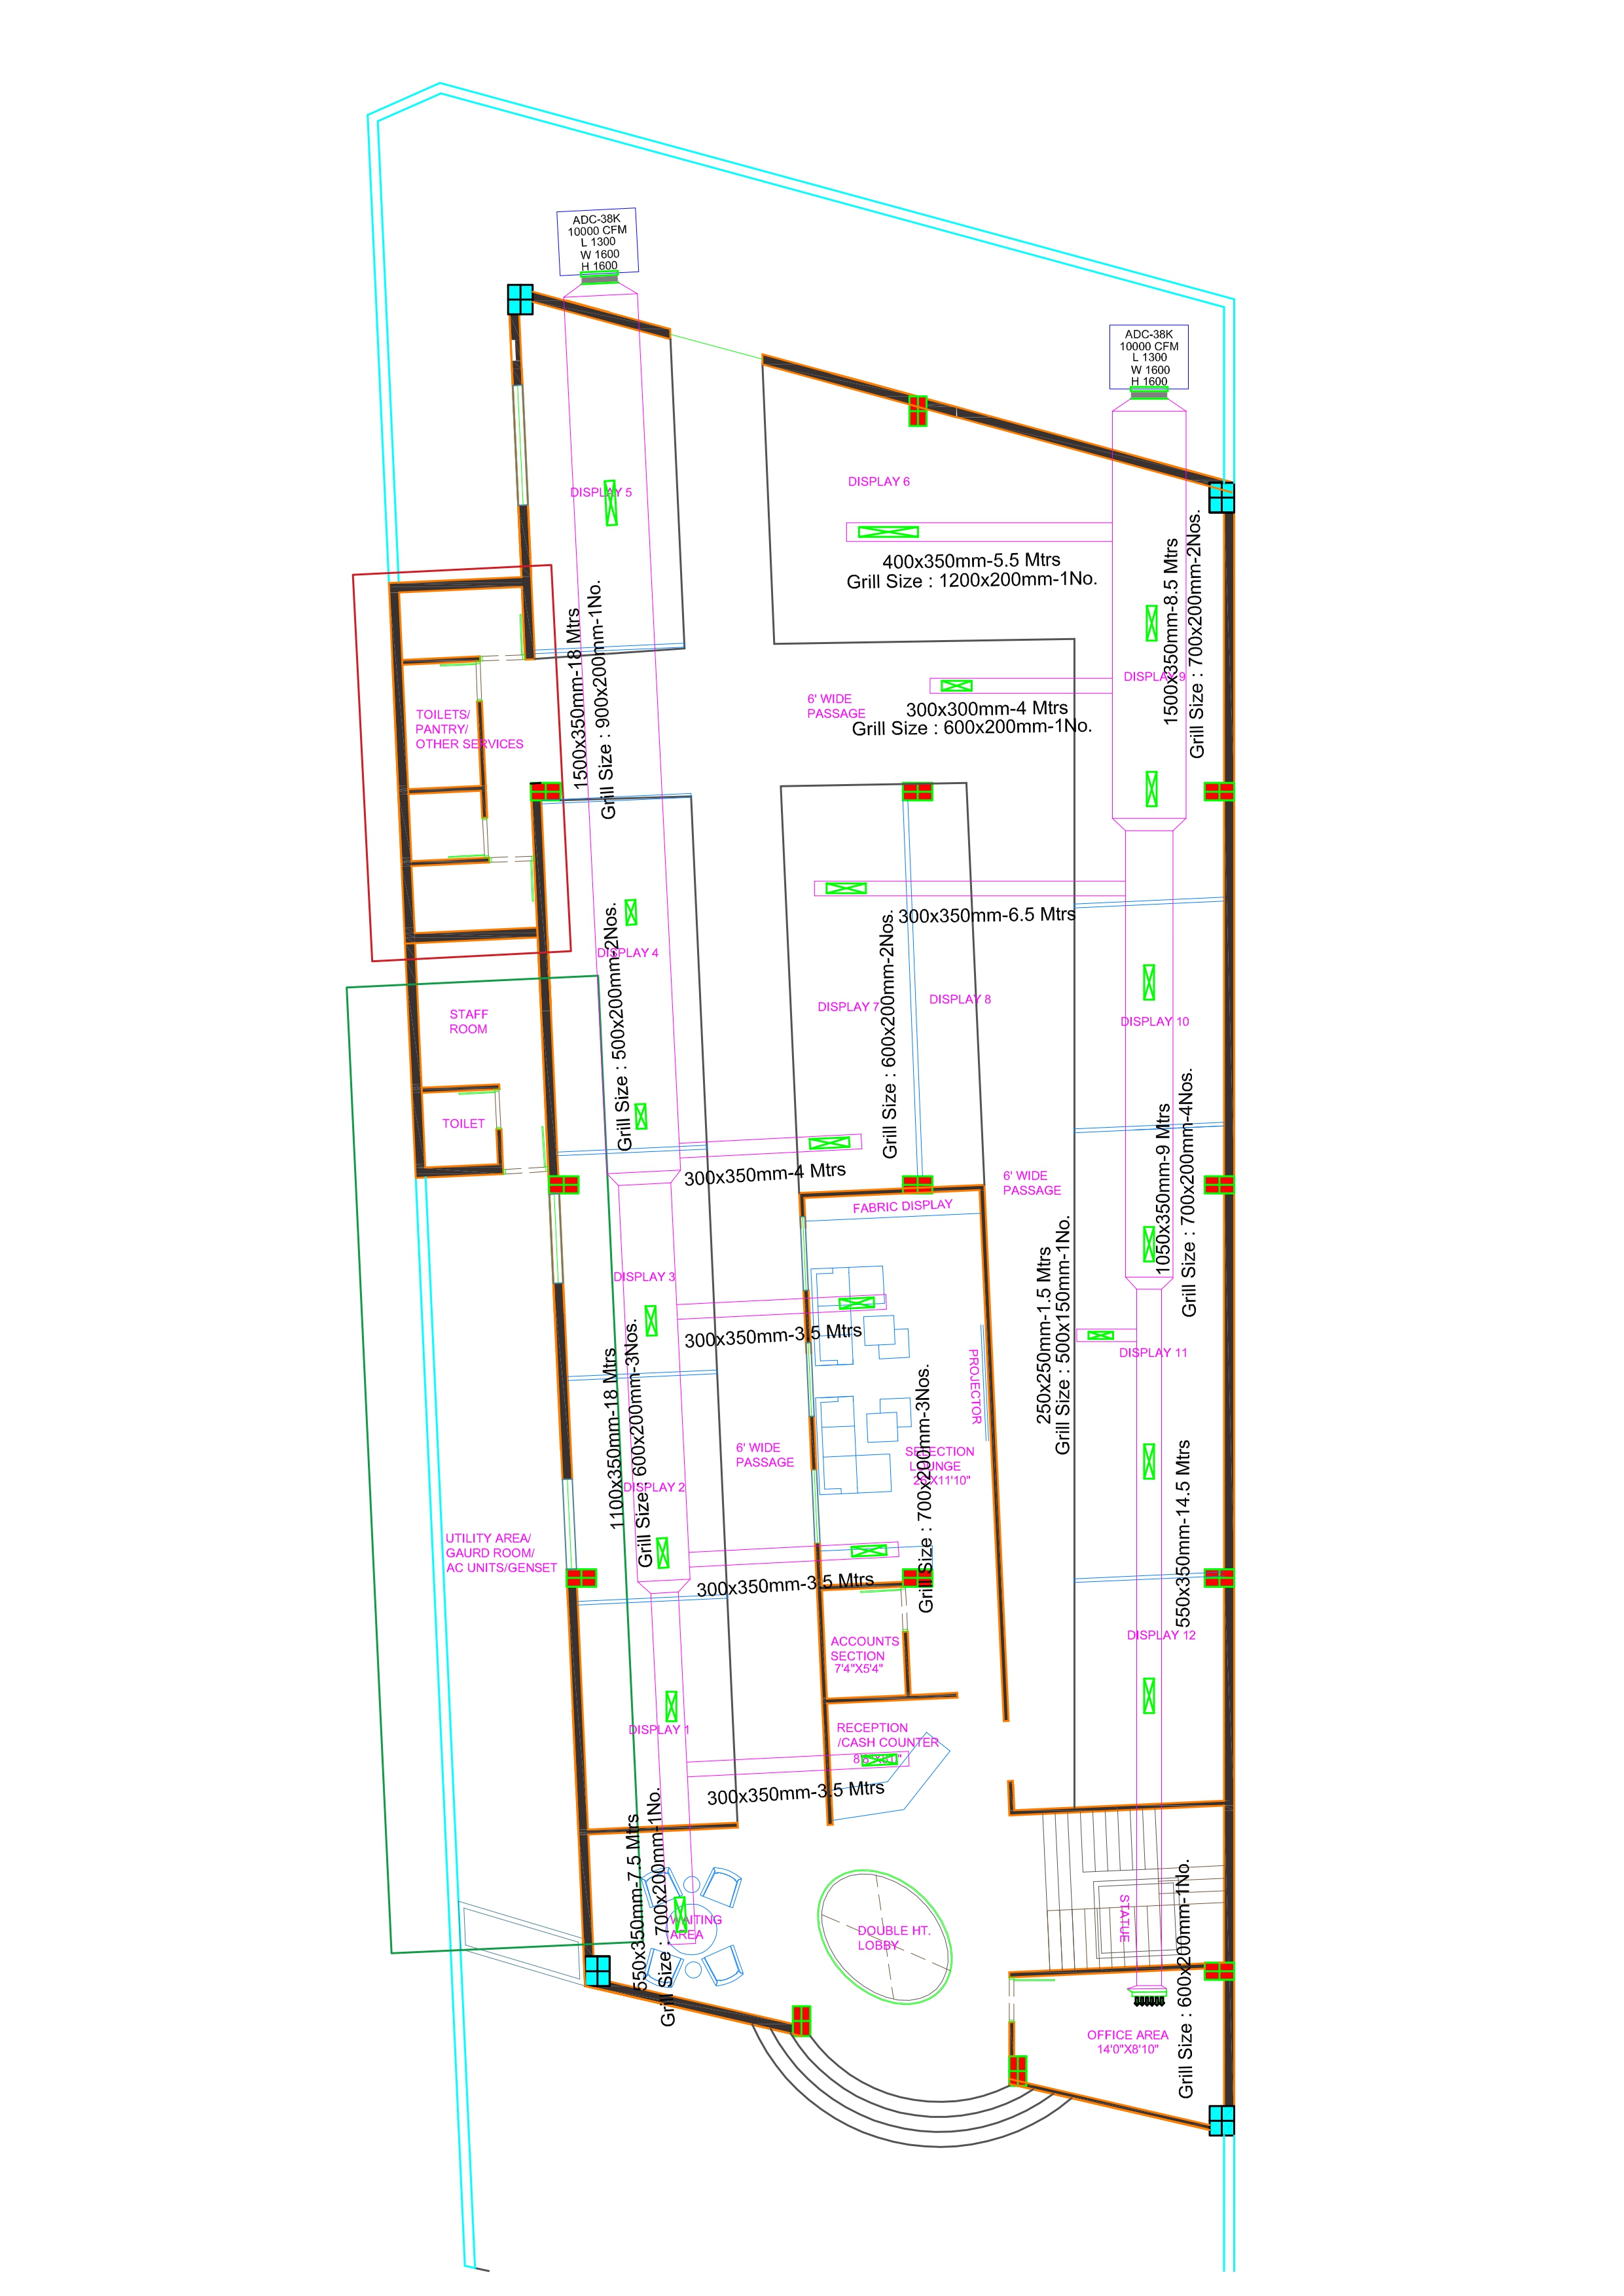 ADC-38K
10000 CFM
L 1300
W 1600
H 1600
ADC-38K
10000 CFM
L 1300
W 1600
H 1600
DISPLAY 5
DISPLAY 6
400x350mm-5.5 Mtrs
Grill Size : 1200x200mm-1No.
1500x350mm-8.5 Mtrs
Grill Size : 700x200mm-2Nos.
DISPLAY 9
1500x350mm-18 Mtrs
Grill Size : 900x200mm-1No.
TOILETS/
PANTRY/
OTHER SERVICES
6' WIDE
PASSAGE
300x300mm-4 Mtrs
Grill Size : 600x200mm-1No.
300x350mm-6.5 Mtrs
DISPLAY 4
Grill Size : 500x200mm-2Nos.
DISPLAY 7
Grill Size : 600x200mm-2Nos.
DISPLAY 8
DISPLAY 10
STAFF
ROOM
TOILET
300x350mm-4 Mtrs
6' WIDE
PASSAGE
1050x350mm-9 Mtrs
Grill Size : 700x200mm-4Nos.
FABRIC DISPLAY
DISPLAY 3
300x350mm-3.5 Mtrs
250x250mm-1.5 Mtrs
Grill Size : 500x150mm-1No.
DISPLAY 11
PROJECTOR
1100x350mm-18 Mtrs
Grill Size : 600x200mm-3Nos.
6' WIDE
PASSAGE
SELECTION
LOUNGE
Grill Size : 700x200mm-3Nos.
DISPLAY 2
550x350mm-14.5 Mtrs
UTILITY AREA/
GAURD ROOM/
AC UNITS/GENSET
300x350mm-3.5 Mtrs
DISPLAY 12
ACCOUNTS
SECTION
7'4"X5'4"
DISPLAY 1
RECEPTION
/CASH COUNTER
300x350mm-3.5 Mtrs
550x350mm-7.5 Mtrs
Grill Size : 700x200mm-1No.
WAITING
AREA
DOUBLE HT.
LOBBY
STATUE
Grill Size : 600x200mm-1No.
OFFICE AREA
14'0"X8'10"